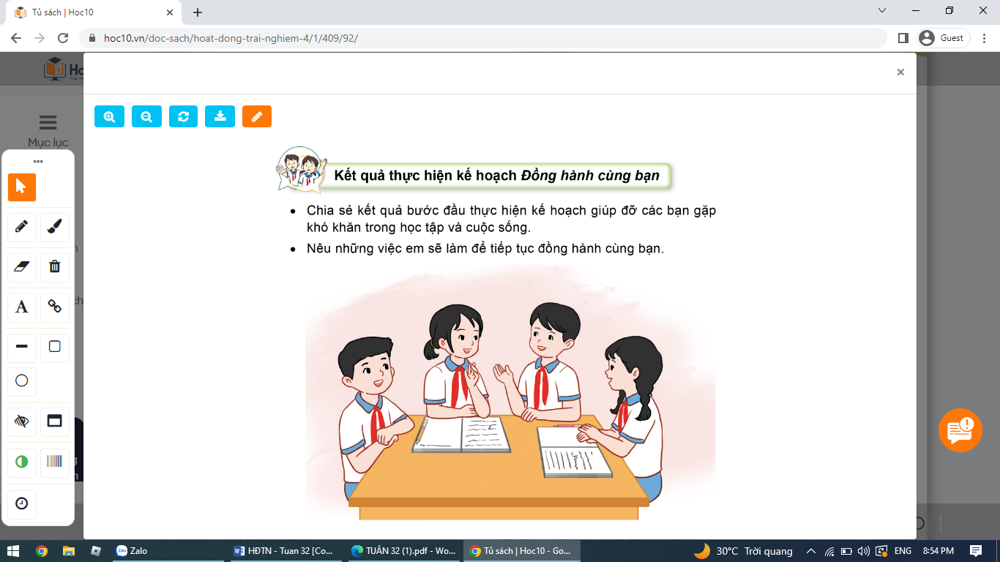 Tủ sách | Hoc10
hoc10.vn/doc-sach/hoat-dong-trai-nghiem-4/1/409/92/
Guest
Mục lục
Kết quả thực hiện kế hoạch Đồng hành cùng bạn
• Chia sẻ kết quả bước đầu thực hiện kế hoạch giúp đỡ các bạn gặp
khó khăn trong học tập và cuộc sống.
• Nêu những việc em sẽ làm để tiếp tục đồng hành cùng bạn.
A
Zalo
HĐTN - Tuan 32 [Co...
TUẦN 32 (1).pdf - Wo...
Tủ sách | Hoc10 - Go...
30°C Trời quang
ENG
8:54 PM